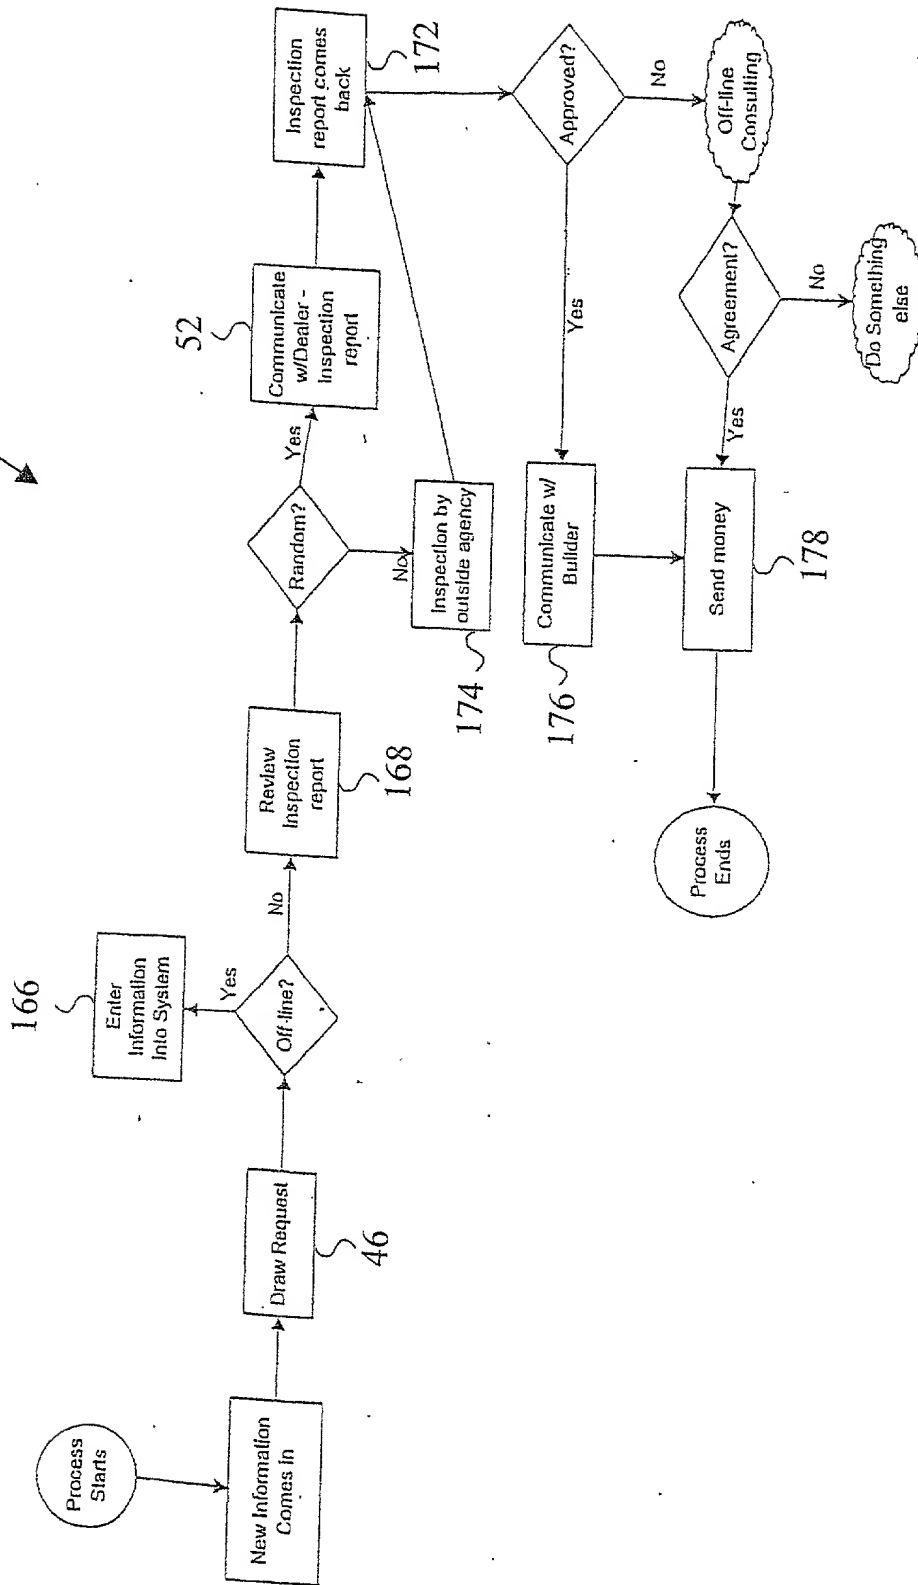 Process
Starts
New Information
Comes In
Draw Request
46
Off-line?
Yes
166
Enter
Information
Into System
No
Review
Inspection
report
168
Random?
Yes
52
Communicate
w/Dealer -
Inspection
report
No
Inspection by
outside agency
174
Inspection
report comes
back
172
Approved?
Yes
Communicate w/
Builder
176
No
Off-line
Consulting
Agreement?
Yes
Send money
178
No
Do Something
else
Process
Ends